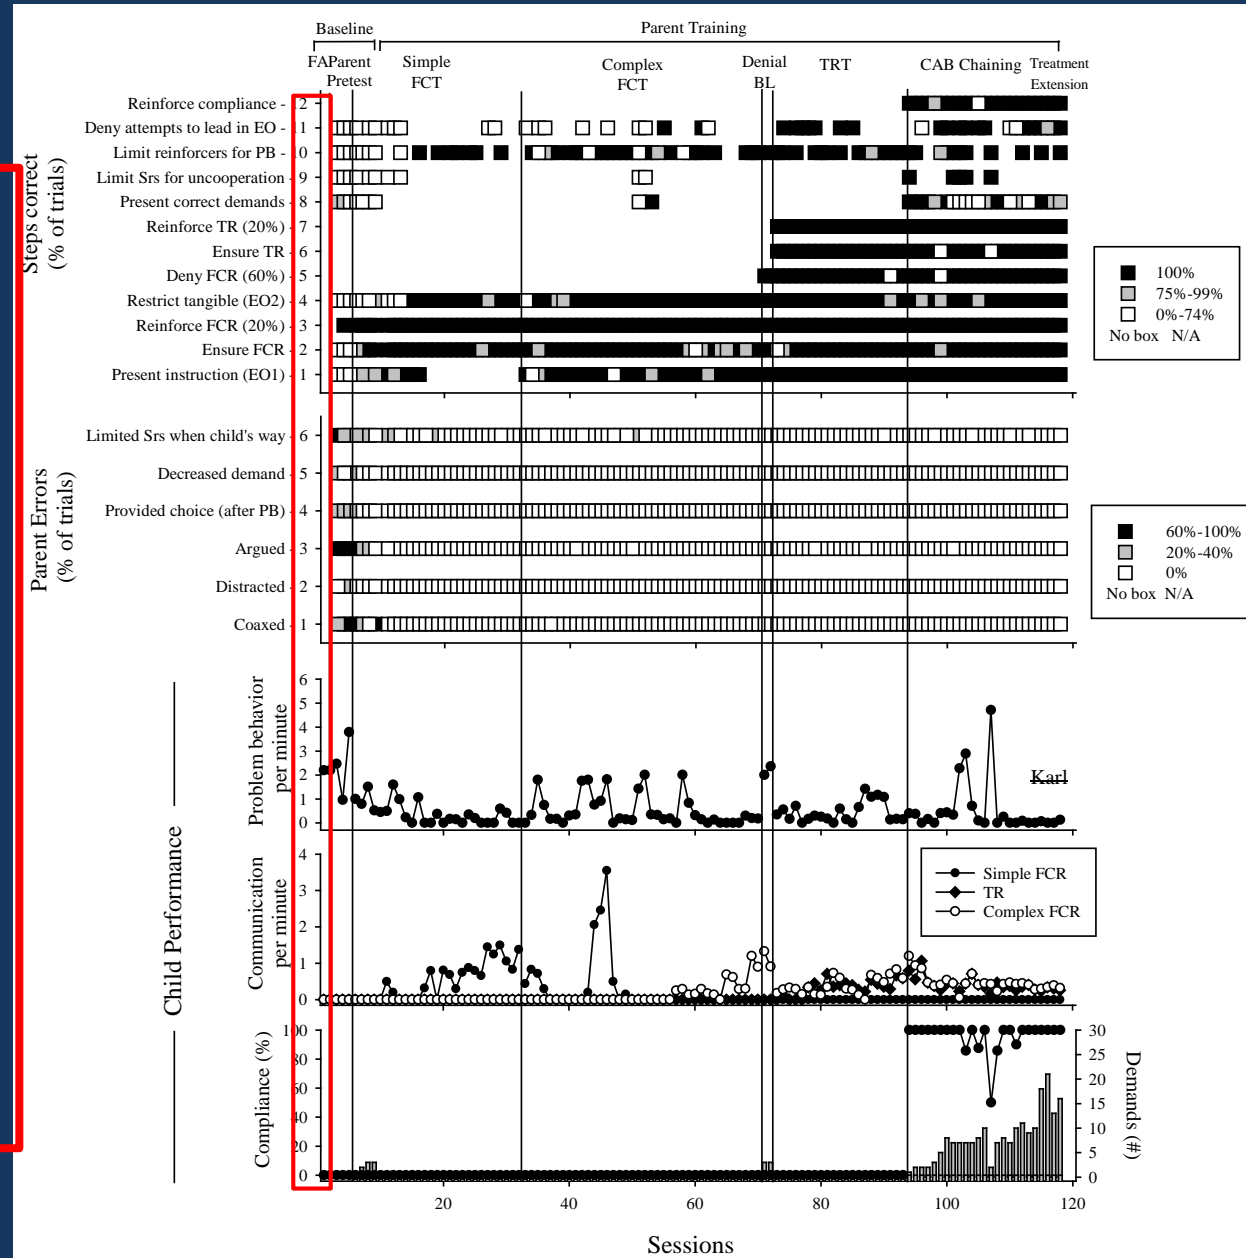 Baseline
Parent Training
FA
Parent
Pretest
Simple
FCT
Complex
FCT
Denial
BL
TRT
CAB Chaining
Treatment
Extension
Steps correct
(% of trials)
Reinforce compliance - 12
Deny attempts to lead in EO - 11
Limit reinforcers for PB - 10
Limit Srs for uncooperation - 9
Present correct demands - 8
Reinforce TR (20%) - 7
Ensure TR - 6
Deny FCR (60%) - 5
Restrict tangible (EO2) - 4
Reinforce FCR (20%) - 3
Ensure FCR - 2
Present instruction (EO1) - 1
100%
75%-99%
0%-74%
No box N/A
Parent Errors
(% of trials)
Limited Srs when child's way - 6
Decreased demand - 5
Provided choice (after PB) - 4
Argued - 3
Distracted - 2
Coaxed - 1
60%-100%
20%-40%
0%
No box N/A
Child Performance
Problem behavior
per minute
6
5
4
3
2
1
0
Karl
Communication
per minute
4
3
2
1
0
Simple FCR
TR
Complex FCR
Compliance (%)
100
80
60
40
20
0
30
25
20
15
10
5
0
Demands (#)
20 40 60 80 100 120
Sessions